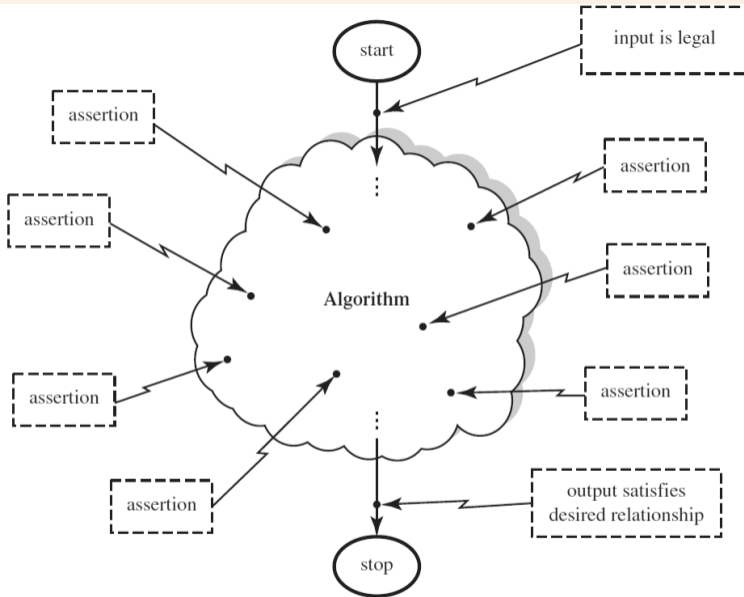 start
input is legal
assertion
assertion
assertion
assertion
Algorithm
assertion
assertion
assertion
output satisfies
desired relationship
stop